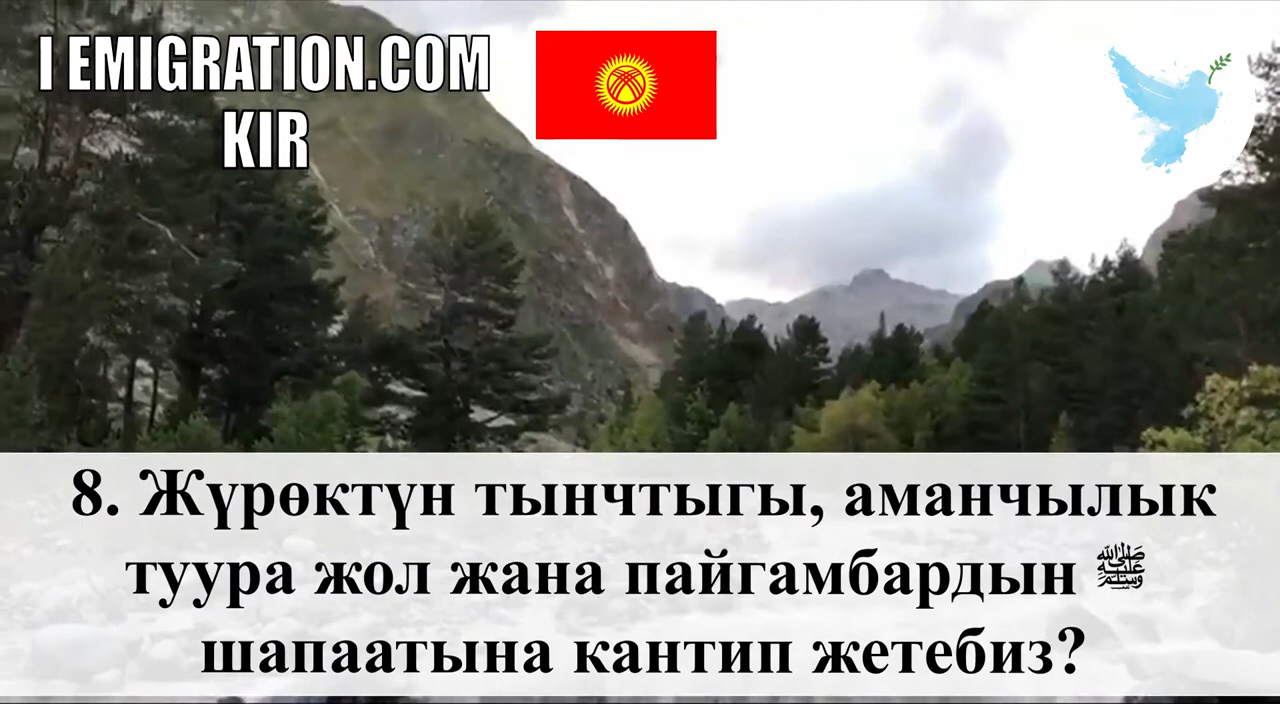 I EMIGRATION.COM
KIR
8. Жүрөктүн тынчтыгы, аманчылык
туура жол жана пайгамбардын ﷺ
шапаатына кантип жетебиз?